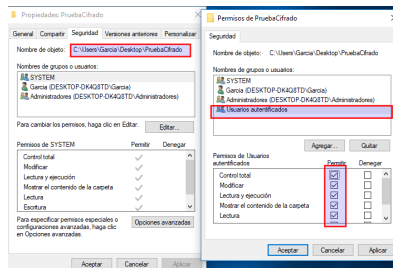 Propiedades: PruebaCifrado
General Compartir Seguridad Versiones anteriores Personalizar
Nombre de objeto: C:\Users\Garcia\Desktop\PruebaCifrado
Nombres de grupos o usuarios:
SYSTEM
Garcia (DESKTOP-DK4Q8TD\Garcia)
Administradores (DESKTOP-DK4Q8TD\Administradores)
Para cambiar los permisos, haga clic en Editar.
Editar...
Permisos de SYSTEM Permitir Denegar
Control total
Modificar
Lectura y ejecución
Mostrar el contenido de la carpeta
Lectura
Escritura
Para especificar permisos especiales o
configuraciones avanzadas, haga clic
en Opciones avanzadas.
Opciones avanzadas
Aceptar Cancelar Aplicar
Permisos de PruebaCifrado
Seguridad
Nombre de objeto: C:\Users\Garcia\Desktop\PruebaCifrado
Nombres de grupos o usuarios:
SYSTEM
Garcia (DESKTOP-DK4Q8TD\Garcia)
Administradores (DESKTOP-DK4Q8TD\Administradores)
Usuarios autentificados
Agregar... Quitar
Permisos de Usuarios
autentificados Permitir Denegar
Control total
Modificar
Lectura y ejecución
Mostrar el contenido de la carpeta
Lectura
Aceptar Cancelar Aplicar